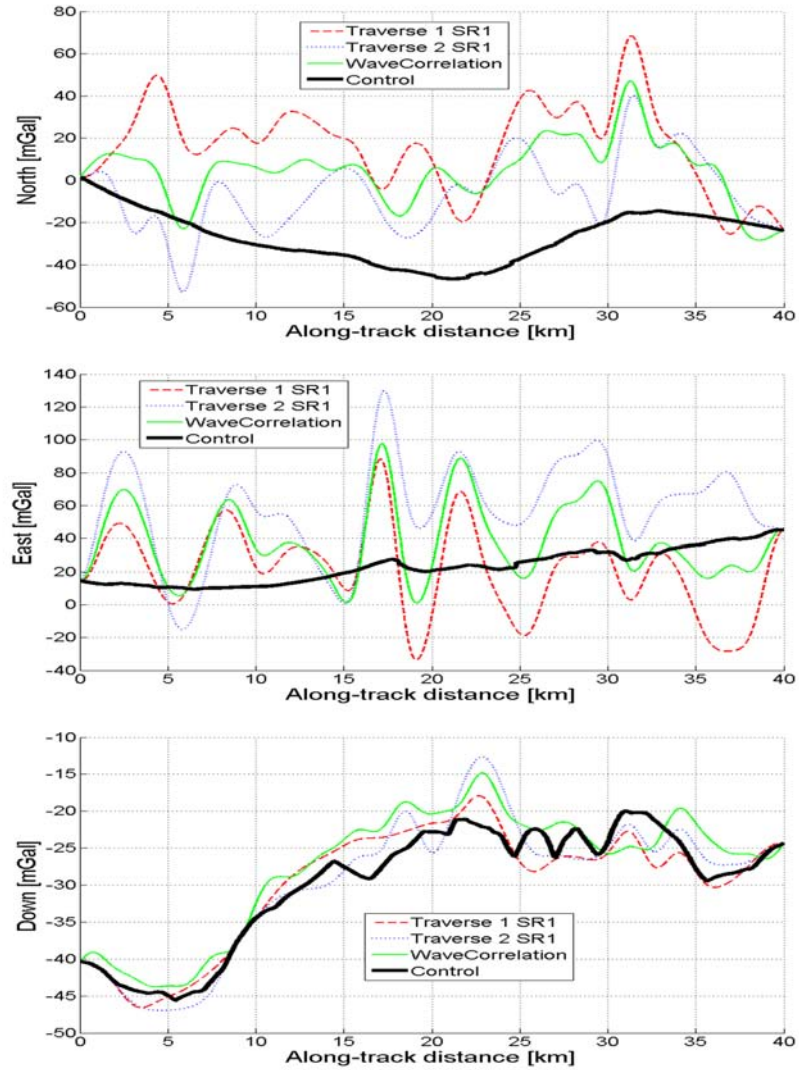 80
60
40
20
0
-20
-40
-60
North [mGal]
Traverse 1 SR1
Traverse 2 SR1
WaveCorrelation
Control
0 5 10 15 20 25 30 35 40
Along-track distance [km]
140
120
100
80
60
40
20
0
-20
-40
East [mGal]
Traverse 1 SR1
Traverse 2 SR1
WaveCorrelation
Control
0 5 10 15 20 25 30 35 40
Along-track distance [km]
-10
-15
-20
-25
-30
-35
-40
-45
-50
Down [mGal]
Traverse 1 SR1
Traverse 2 SR1
WaveCorrelation
Control
0 5 10 15 20 25 30 35 40
Along-track distance [km]